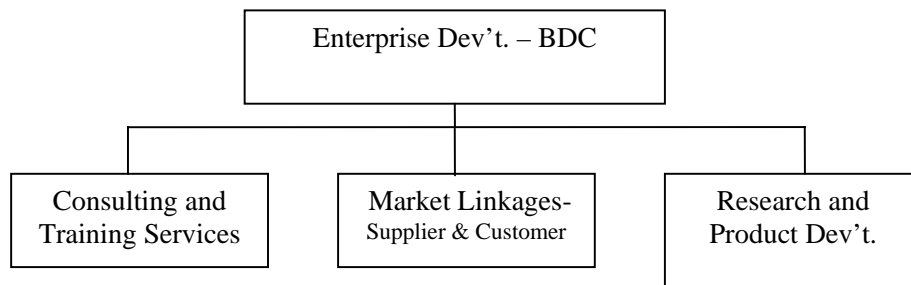 Enterprise Dev’t. – BDC
Consulting and
Training Services
Market Linkages-
Supplier & Customer
Research and
Product Dev’t.